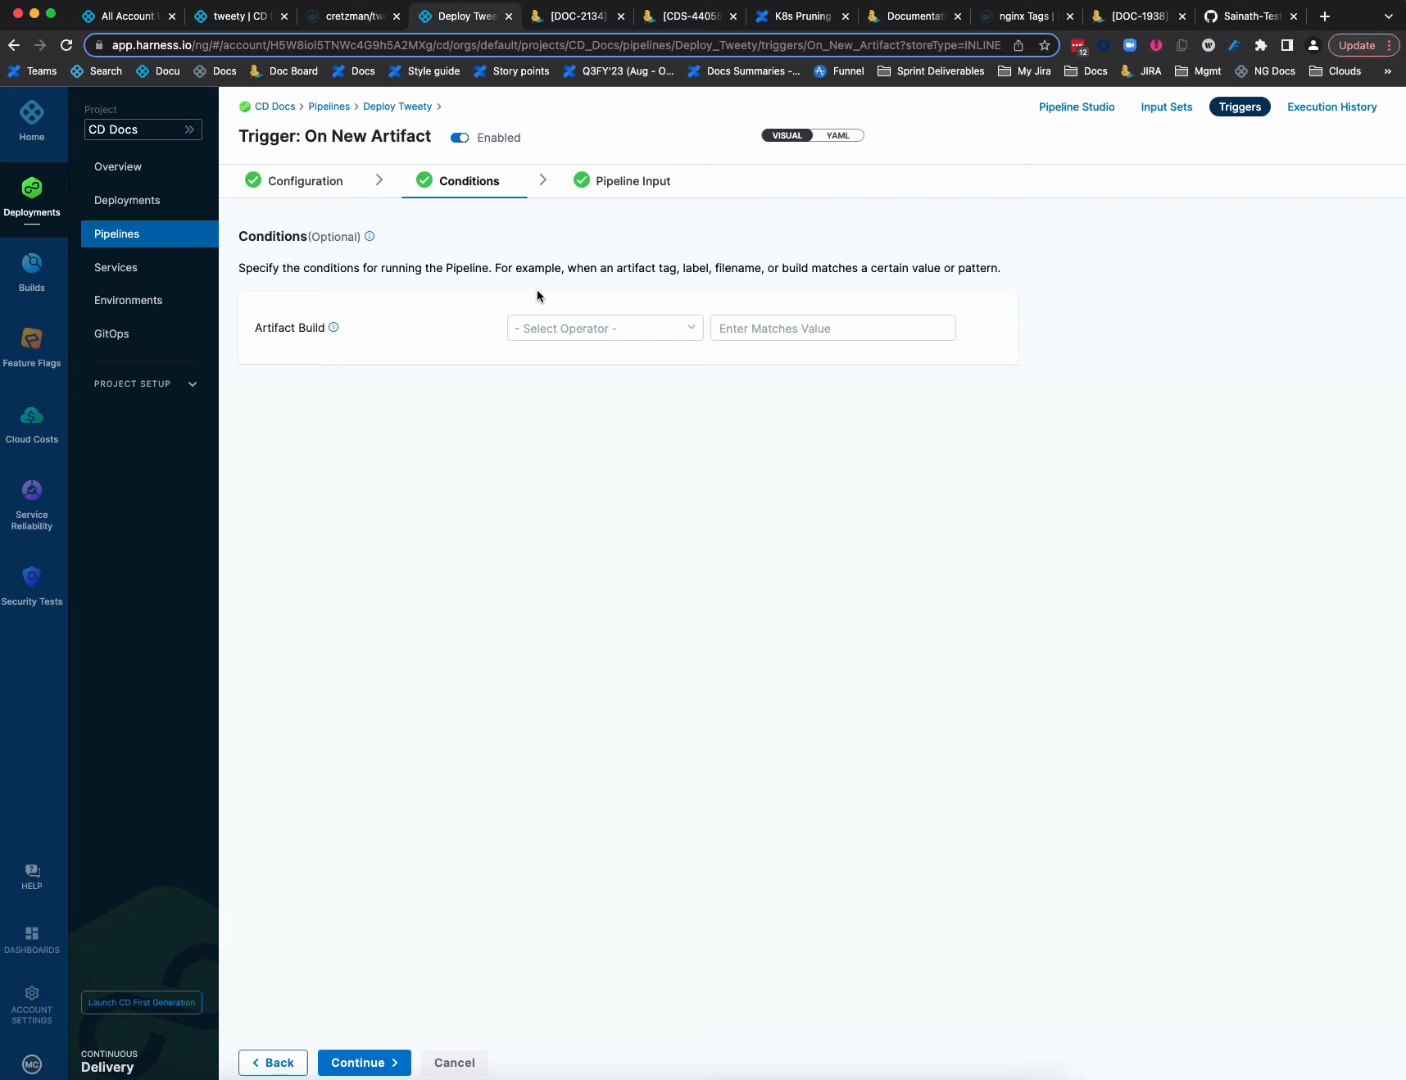 All Account
tweety | CD
cretzman/tw
Deploy Twee
[DOC-2134]
[CDS-44055
K8s Pruning
Documentat
nginx Tags |
[DOC-1938]
Sainath-Test
app.harness.io/ng/#/account/H5W8iol5TNWc4G9h5A2MXg/cd/orgs/default/projects/CD_Docs/pipelines/Deploy_Tweety/triggers/On_New_Artifact?storeType=INLINE
12
Update
Teams
Search
Docu
Docs
Doc Board
Docs
Style guide
Story points
Q3FY'23 (Aug - O...
Docs Summaries -...
Funnel
Sprint Deliverables
My Jira
Docs
JIRA
Mgmt
NG Docs
Clouds
»
Home
Deployments
Builds
Feature Flags
Cloud Costs
Service
Reliability
Security Tests
HELP
DASHBOARDS
ACCOUNT
SETTINGS
MC
Project
CD Docs
Overview
Deployments
Pipelines
Services
Environments
GitOps
PROJECT SETUP
Launch CD First Generation
CONTINUOUS
Delivery
CD Docs > Pipelines > Deploy Tweety >
Pipeline Studio
Input Sets
Triggers
Execution History
Trigger: On New Artifact
Enabled
VISUAL
YAML
Configuration
Conditions
Pipeline Input
Conditions(Optional)
Specify the conditions for running the Pipeline. For example, when an artifact tag, label, filename, or build matches a certain value or pattern.
Artifact Build
- Select Operator -
Enter Matches Value
< Back
Continue >
Cancel